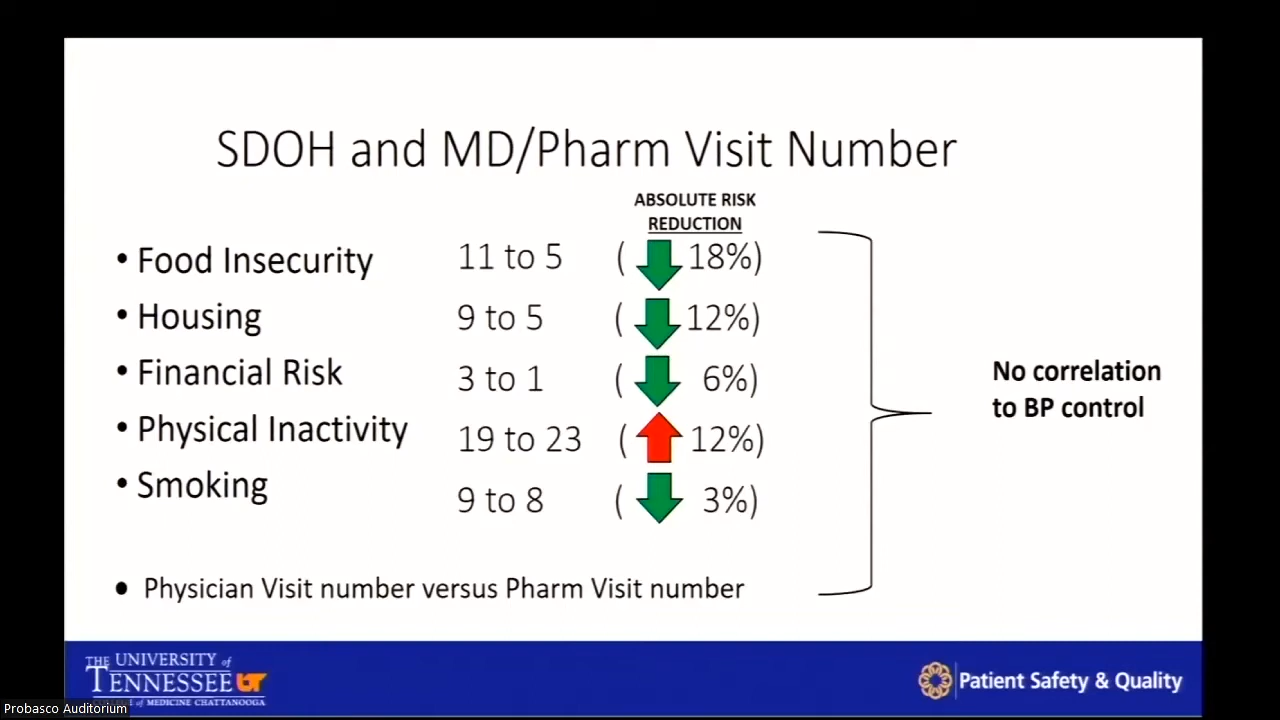 SDOH and MD/Pharm Visit Number
ABSOLUTE RISK
REDUCTION
• Food Insecurity 11 to 5 ( 18%)
• Housing 9 to 5 ( 12%)
• Financial Risk 3 to 1 ( 6%)
• Physical Inactivity 19 to 23 ( 12%)
• Smoking 9 to 8 ( 3%)
No correlation
to BP control
• Physician Visit number versus Pharm Visit number
THE UNIVERSITY of
TENNESSEE UT
of MEDICINE CHATTANOOGA
Patient Safety & Quality
Probasco Auditorium